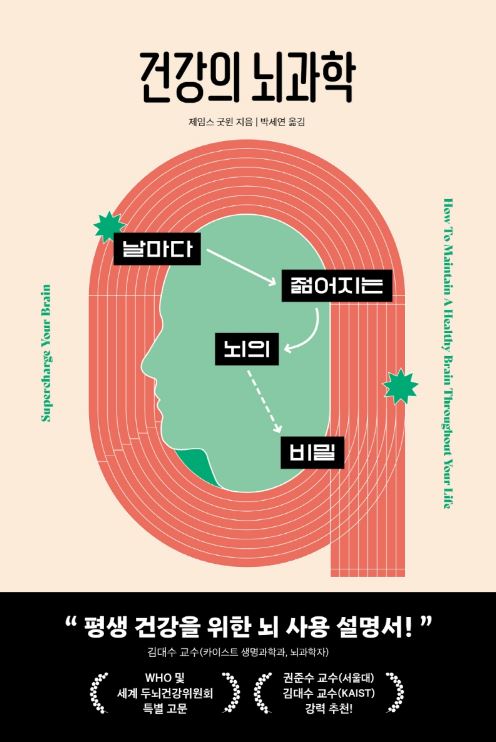 건강의 뇌과학
제임스 굿윈 지음 | 박세연 옮김
날마다
젊어지는
뇌의
비밀
Supercharge Your Brain
How To Maintain A Healthy Brain Throughout Your Life
“ 평생 건강을 위한 뇌 사용 설명서! ”
김대수 교수(카이스트 생명과학과, 뇌과학자)
WHO 및
세계 두뇌건강위원회
특별 고문
권준수 교수(서울대)
김대수 교수(KAIST)
강력 추천!